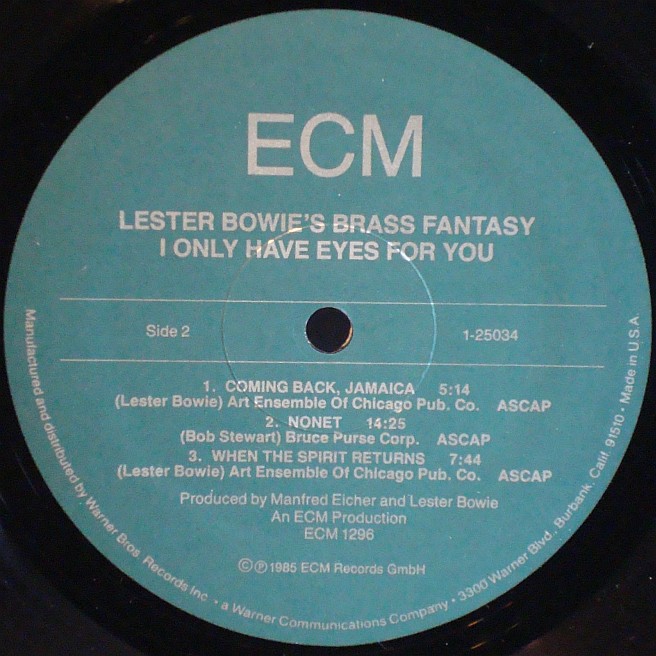 ECM
LESTER BOWIE'S BRASS FANTASY
I ONLY HAVE EYES FOR YOU
Side 2
1-25034
1. COMING BACK, JAMAICA 5:14
(Lester Bowie) Art Ensemble Of Chicago Pub. Co. ASCAP
2. NONET 14:25
(Bob Stewart) Bruce Purse Corp. ASCAP
3. WHEN THE SPIRIT RETURNS 7:44
(Lester Bowie) Art Ensemble Of Chicago Pub. Co. ASCAP
Produced by Manfred Eicher and Lester Bowie
An ECM Production
ECM 1296
©℗1985 ECM Records GmbH
Manufactured and distributed by Warner Bros. Records Inc. • a Warner Communications Company • 3300 Warner Blvd., Burbank, Calif. 91510 • Made in U.S.A.